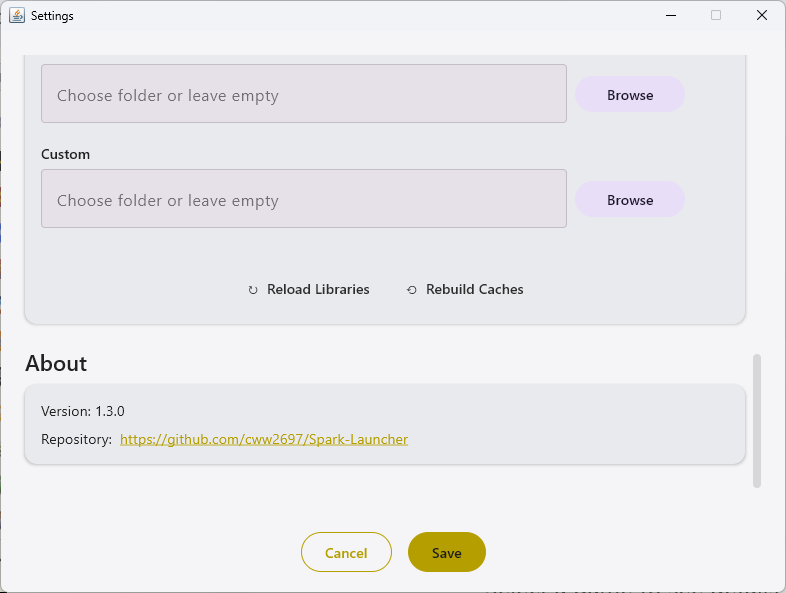 Settings
Choose folder or leave empty
Browse
Custom
Choose folder or leave empty
Browse
Reload Libraries
Rebuild Caches
About
Version: 1.3.0
Repository: https://github.com/cww2697/Spark-Launcher
Cancel
Save